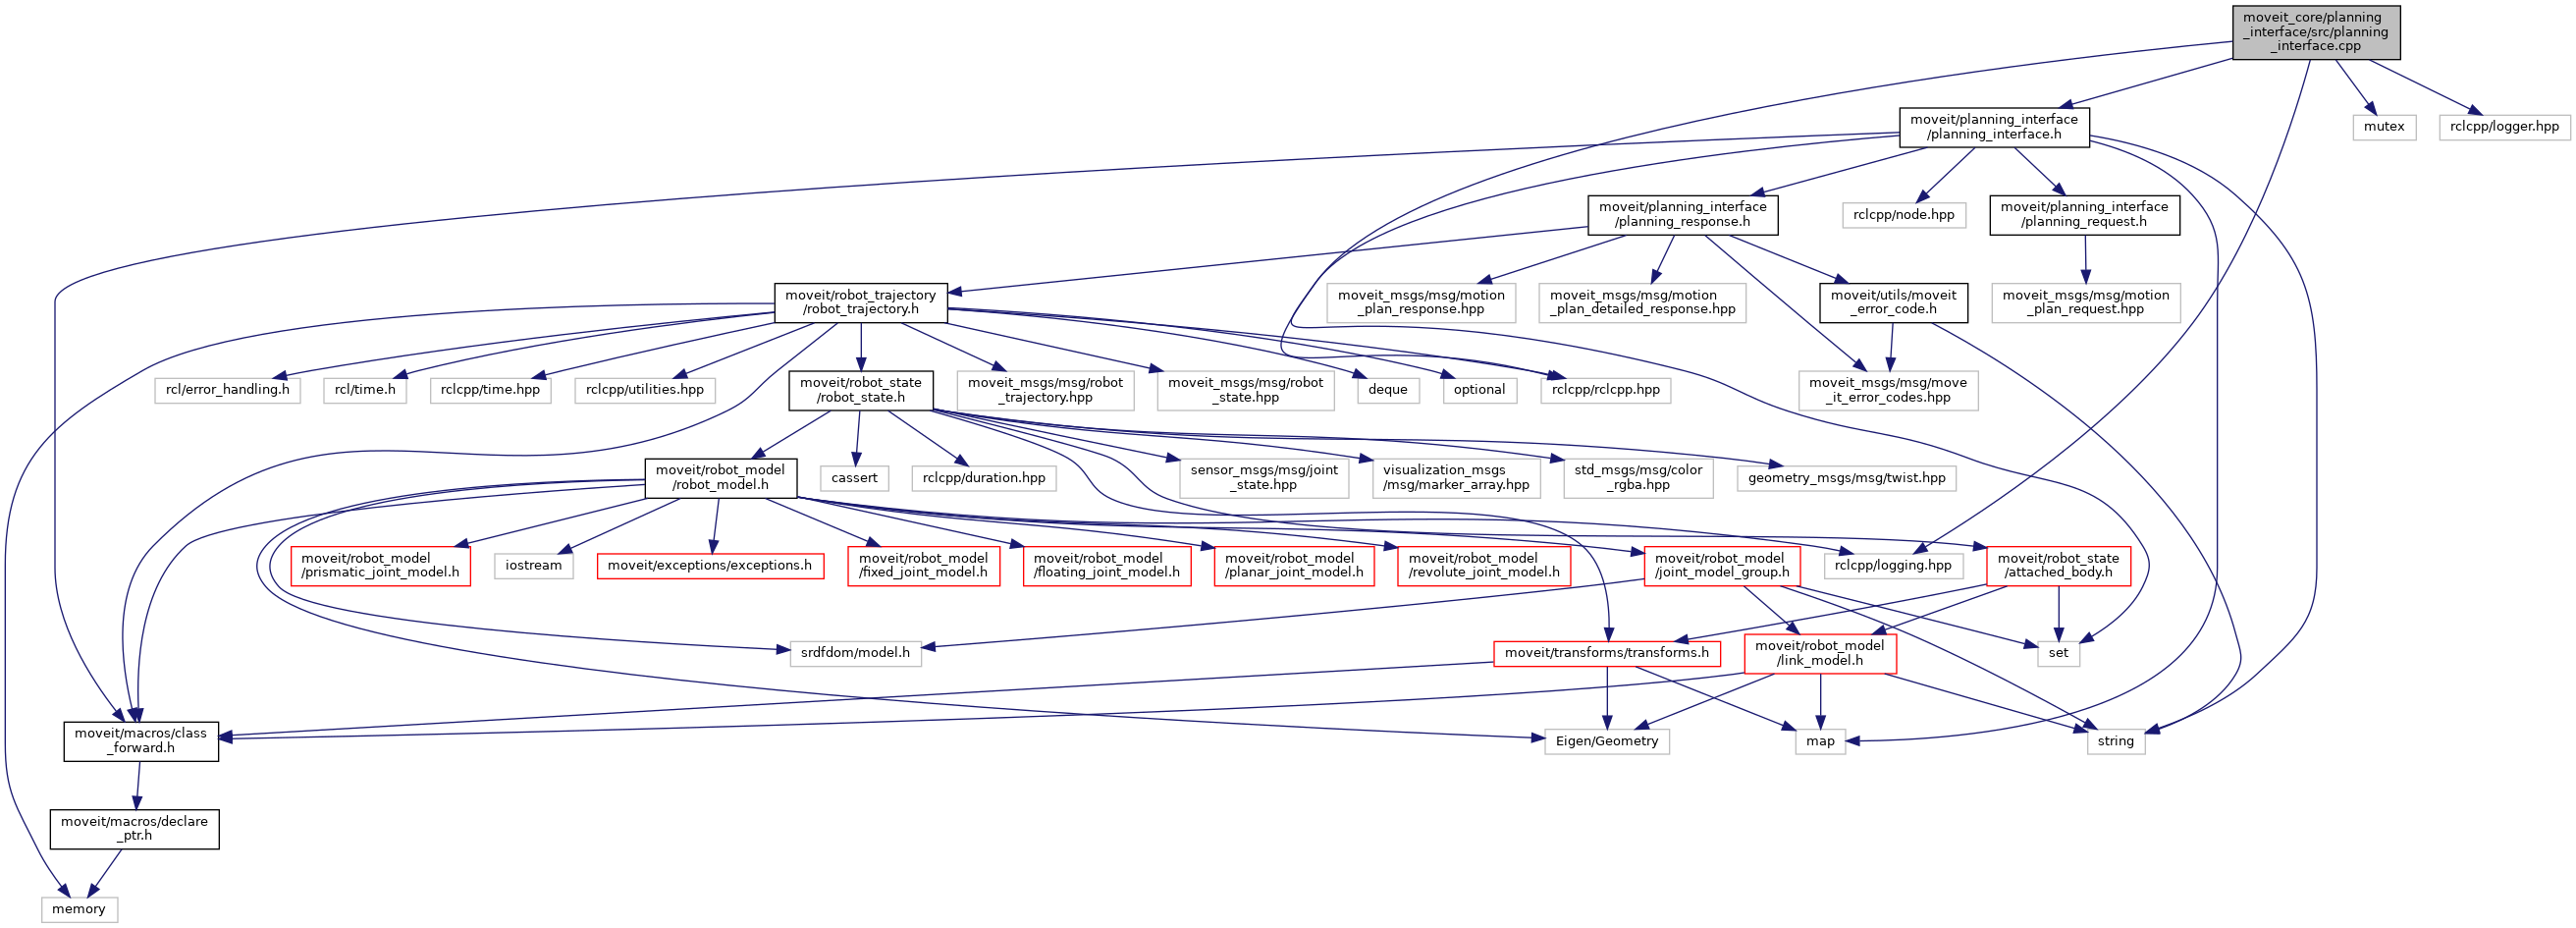 moveit_core/planning
_interface/src/planning
_interface.cpp
moveit/planning_interface
/planning_interface.h
mutex
rclcpp/logger.hpp
moveit/planning_interface
/planning_response.h
rclcpp/node.hpp
moveit/planning_interface
/planning_request.h
moveit/robot_trajectory
/robot_trajectory.h
moveit_msgs/msg/motion
_plan_response.hpp
moveit_msgs/msg/motion
_plan_detailed_response.hpp
moveit/utils/moveit
_error_code.h
moveit_msgs/msg/motion
_plan_request.hpp
rcl/error_handling.h
rcl/time.h
rclcpp/time.hpp
rclcpp/utilities.hpp
moveit/robot_state
/robot_state.h
moveit_msgs/msg/robot
_trajectory.hpp
moveit_msgs/msg/robot
_state.hpp
deque
optional
rclcpp/rclcpp.hpp
moveit_msgs/msg/move
_it_error_codes.hpp
moveit/robot_model
/robot_model.h
cassert
rclcpp/duration.hpp
sensor_msgs/msg/joint
_state.hpp
visualization_msgs
/msg/marker_array.hpp
std_msgs/msg/color
_rgba.hpp
geometry_msgs/msg/twist.hpp
moveit/robot_model
/prismatic_joint_model.h
iostream
moveit/exceptions/exceptions.h
moveit/robot_model
/fixed_joint_model.h
moveit/robot_model
/floating_joint_model.h
moveit/robot_model
/planar_joint_model.h
moveit/robot_model
/revolute_joint_model.h
moveit/robot_model
/joint_model_group.h
rclcpp/logging.hpp
moveit/robot_state
/attached_body.h
srdfdom/model.h
moveit/transforms/transforms.h
moveit/robot_model
/link_model.h
set
moveit/macros/class
_forward.h
Eigen/Geometry
map
string
moveit/macros/declare
_ptr.h
memory